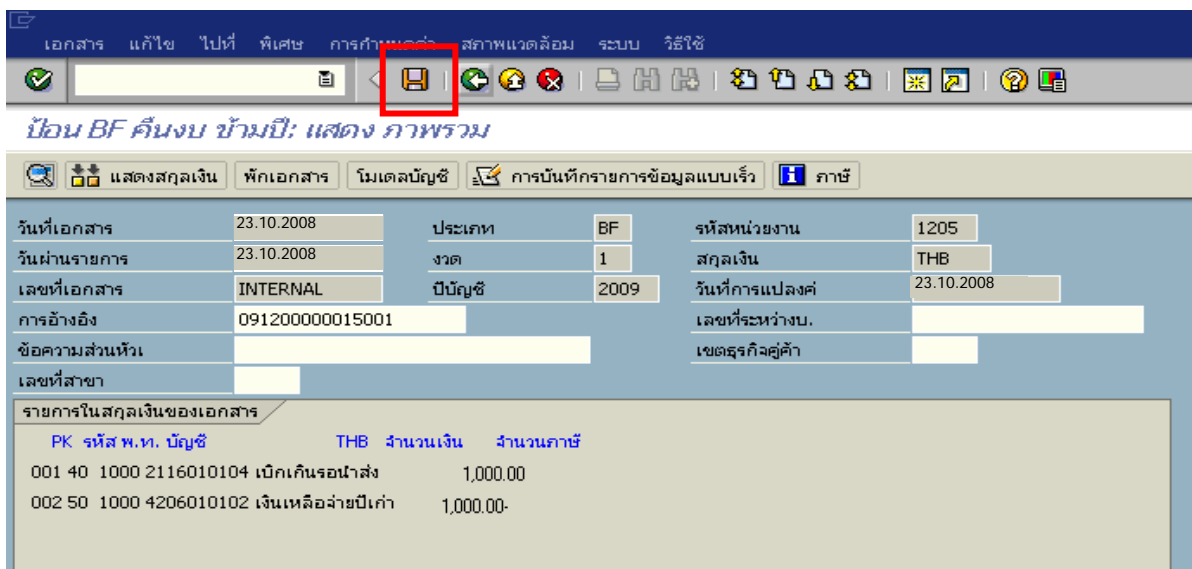 เอกสาร แก้ไข ไปที่ พิเศษ การกำหนดค่า สภาพแวดล้อม ระบบ วิธีใช้
ป้อน BF คืนงบ ข้ามปี: แสดง ภาพรวม
แสดงสกุลเงิน พักเอกสาร โมเดลบัญชี การบันทึกรายการข้อมูลแบบเร็ว ภาษี
วันที่เอกสาร 23.10.2008 ประเภท BF รหัสหน่วยงาน 1205
วันผ่านรายการ 23.10.2008 งวด 1 สกุลเงิน THB
เลขที่เอกสาร INTERNAL ปีบัญชี 2009 วันที่การแปลงค่ 23.10.2008
การอ้างอิง 091200000015001 เลขที่ระหว่างบ.
ข้อความส่วนหัวเ เขตธุรกิจคู่ค้า
เลขที่สาขา
รายการในสกุลเงินของเอกสาร
PK รหัส พ.ท. บัญชี THB จำนวนเงิน จำนวนภาษี
001 40 1000 2116010104 เบิกเกินรอนำส่ง 1,000.00
002 50 1000 4206010102 เงินเหลือจ่ายปีเก่า 1,000.00-